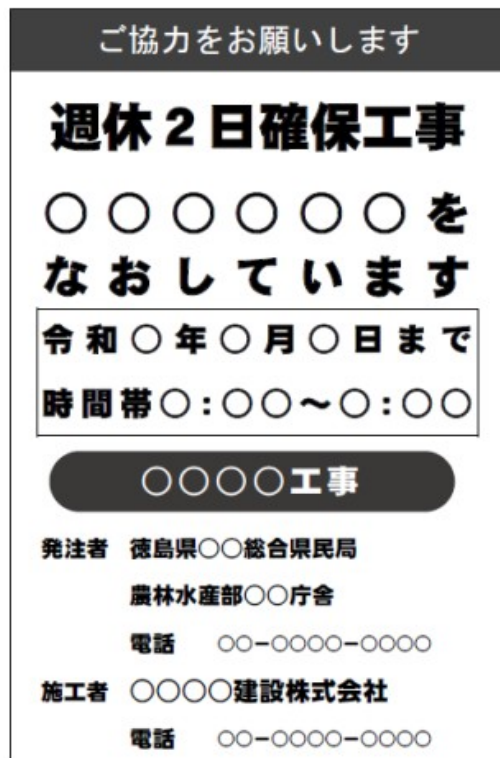 ご協力をお願いします
週休2日確保工事
○○○○○○を
なおしています
令和○年○月○日まで
時間帯○:○○~○:○○
○○○○工事
発注者 徳島県○○総合県民局
農林水産部○○庁舎
電話 ○○-○○○○-○○○○
施工者 ○○○○建設株式会社
電話 ○○-○○○○-○○○○